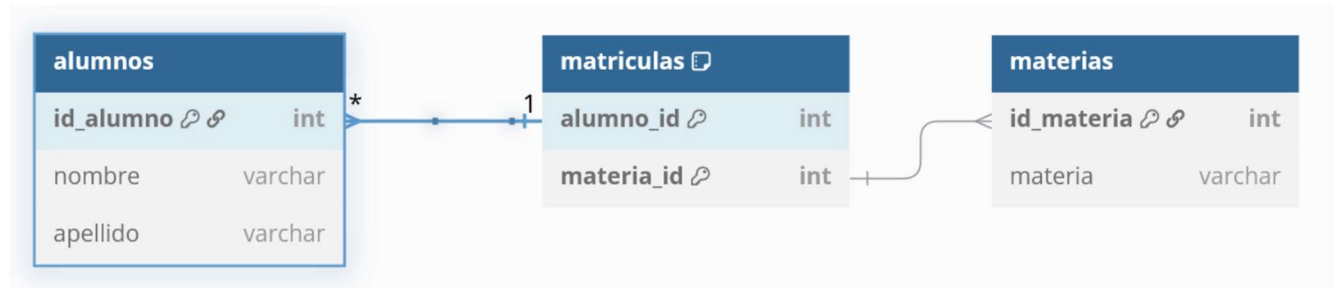 alumnos
id_alumno int
nombre varchar
apellido varchar
*
1
matriculas
alumno_id int
materia_id int
materias
id_materia int
materia varchar